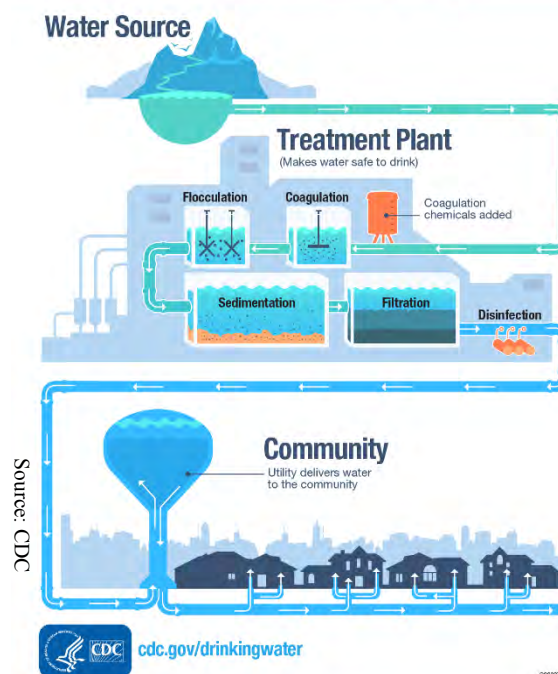 Water Source
Treatment Plant
(Makes water safe to drink)
Flocculation
Coagulation
Coagulation
chemicals added
Sedimentation
Filtration
Disinfection
Community
Utility delivers water
to the community
Source: CDC
CDC
cdc.gov/drinkingwater